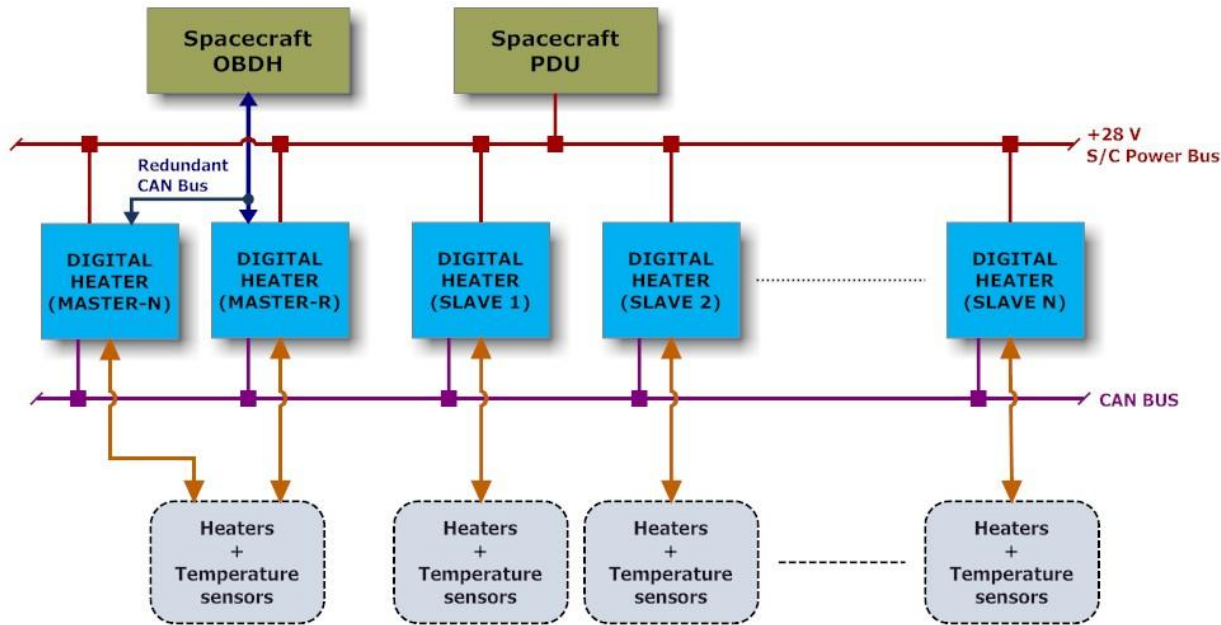 Spacecraft
OBDH
Spacecraft
PDU
+28 V
S/C Power Bus
Redundant
CAN Bus
DIGITAL
HEATER
(MASTER-N)
DIGITAL
HEATER
(MASTER-R)
DIGITAL
HEATER
(SLAVE 1)
DIGITAL
HEATER
(SLAVE 2)
DIGITAL
HEATER
(SLAVE N)
CAN BUS
Heaters
+
Temperature
sensors
Heaters
+
Temperature
sensors
Heaters
+
Temperature
sensors
Heaters
+
Temperature
sensors